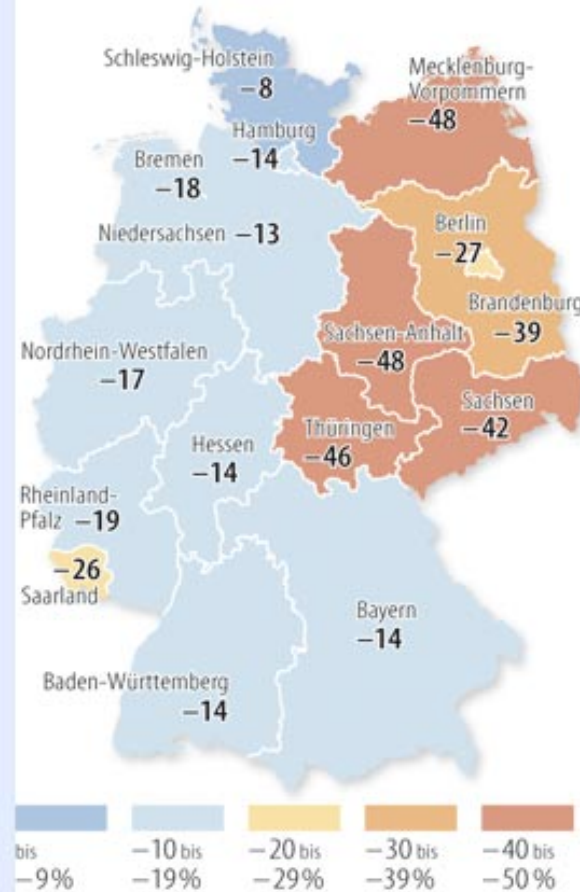 Schleswig-Holstein
–8
Mecklenburg-
Vorpommern
–48
Hamburg
–14
Bremen
–18
Niedersachsen –13
Berlin
–27
Brandenburg
–39
Sachsen-Anhalt
–48
Nordrhein-Westfalen
–17
Sachsen
–42
Thüringen
–46
Hessen
–14
Rheinland-
Pfalz –19
–26
Saarland
Bayern
–14
Baden-Württemberg
–14
bis
–9%
–10 bis
–19%
–20 bis
–29%
–30 bis
–39%
–40 bis
–50 %